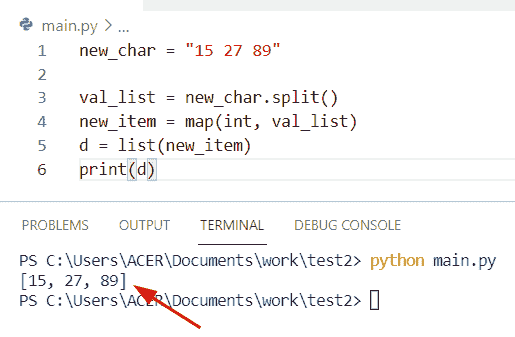 main.py > ...
1 new_char = "15 27 89"
2
3 val_list = new_char.split()
4 new_item = map(int, val_list)
5 d = list(new_item)
6 print(d)
PROBLEMS OUTPUT TERMINAL DEBUG CONSOLE
PS C:\Users\ACER\Documents\work\test2> python main.py
[15, 27, 89]
PS C:\Users\ACER\Documents\work\test2>